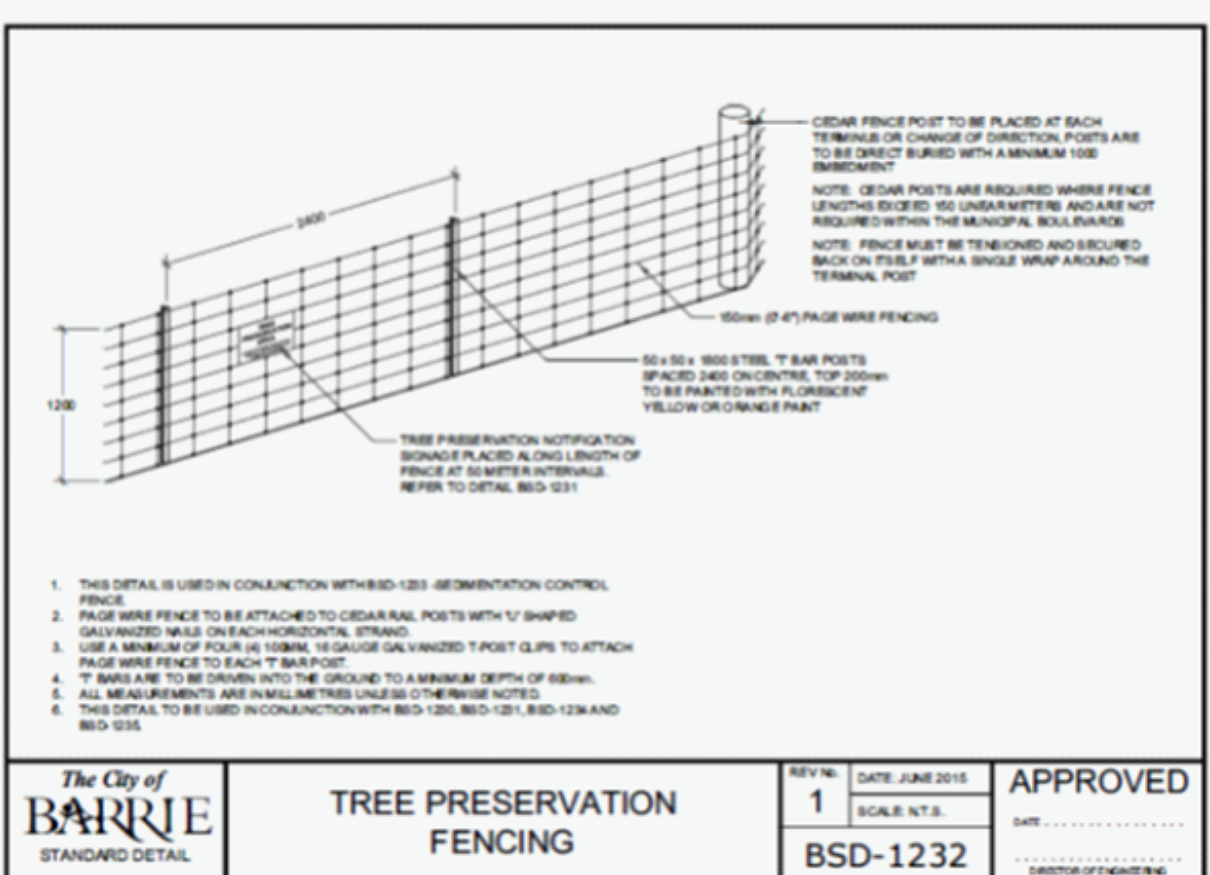 CEDAR FENCE POST TO BE PLACED AT EACH
TERMINUS OR CHANGE OF DIRECTION, POSTS ARE
TO BE DIRECT BURIED WITH A MINIMUM 1000
EMBEDMENT
NOTE: CEDAR POSTS ARE REQUIRED WHERE FENCE
LENGTHS EXCEED 150 LINEAR METERS AND ARE NOT
REQUIRED WITHIN THE MUNICIPAL BOULEVARDS
NOTE: FENCE MUST BE TENSIONED AND SECURED
BACK ON ITSELF WITH A SINGLE WRAP AROUND THE
TERMINAL POST
2400
150mm (0'-6") PAGE WIRE FENCING
50 x 50 x 1800 STEEL 'T' BAR POSTS
SPACED 2400 ON CENTRE, TOP 200mm
TO BE PAINTED WITH FLORESCENT
YELLOW OR ORANGE PAINT
1200
TREE PRESERVATION NOTIFICATION
SIGNAGE PLACED ALONG LENGTH OF
FENCE AT 50 METER INTERVALS.
REFER TO DETAIL BSD-1231
1. THIS DETAIL IS USED IN CONJUNCTION WITH BSD-1233 -SEDIMENTATION CONTROL
FENCE.
2. PAGE WIRE FENCE TO BE ATTACHED TO CEDAR RAIL POSTS WITH 'U' SHAPED
GALVANIZED NAILS ON EACH HORIZONTAL STRAND.
3. USE A MINIMUM OF FOUR (4) 100MM, 16 GAUGE GALVANIZED T-POST CLIPS TO ATTACH
PAGE WIRE FENCE TO EACH 'T' BAR POST.
4. 'T' BARS ARE TO BE DRIVEN INTO THE GROUND TO A MINIMUM DEPTH OF 600mm.
5. ALL MEASUREMENTS ARE IN MILLIMETRES UNLESS OTHERWISE NOTED.
6. THIS DETAIL TO BE USED IN CONJUNCTION WITH BSD-1230, BSD-1231, BSD-1234 AND
BSD-1235.
The City of
BARRIE
STANDARD DETAIL
TREE PRESERVATION
FENCING
REV No.
1
DATE: JUNE 2015
SCALE: N.T.S.
BSD-1232
APPROVED
DATE
DIRECTOR OF ENGINEERING